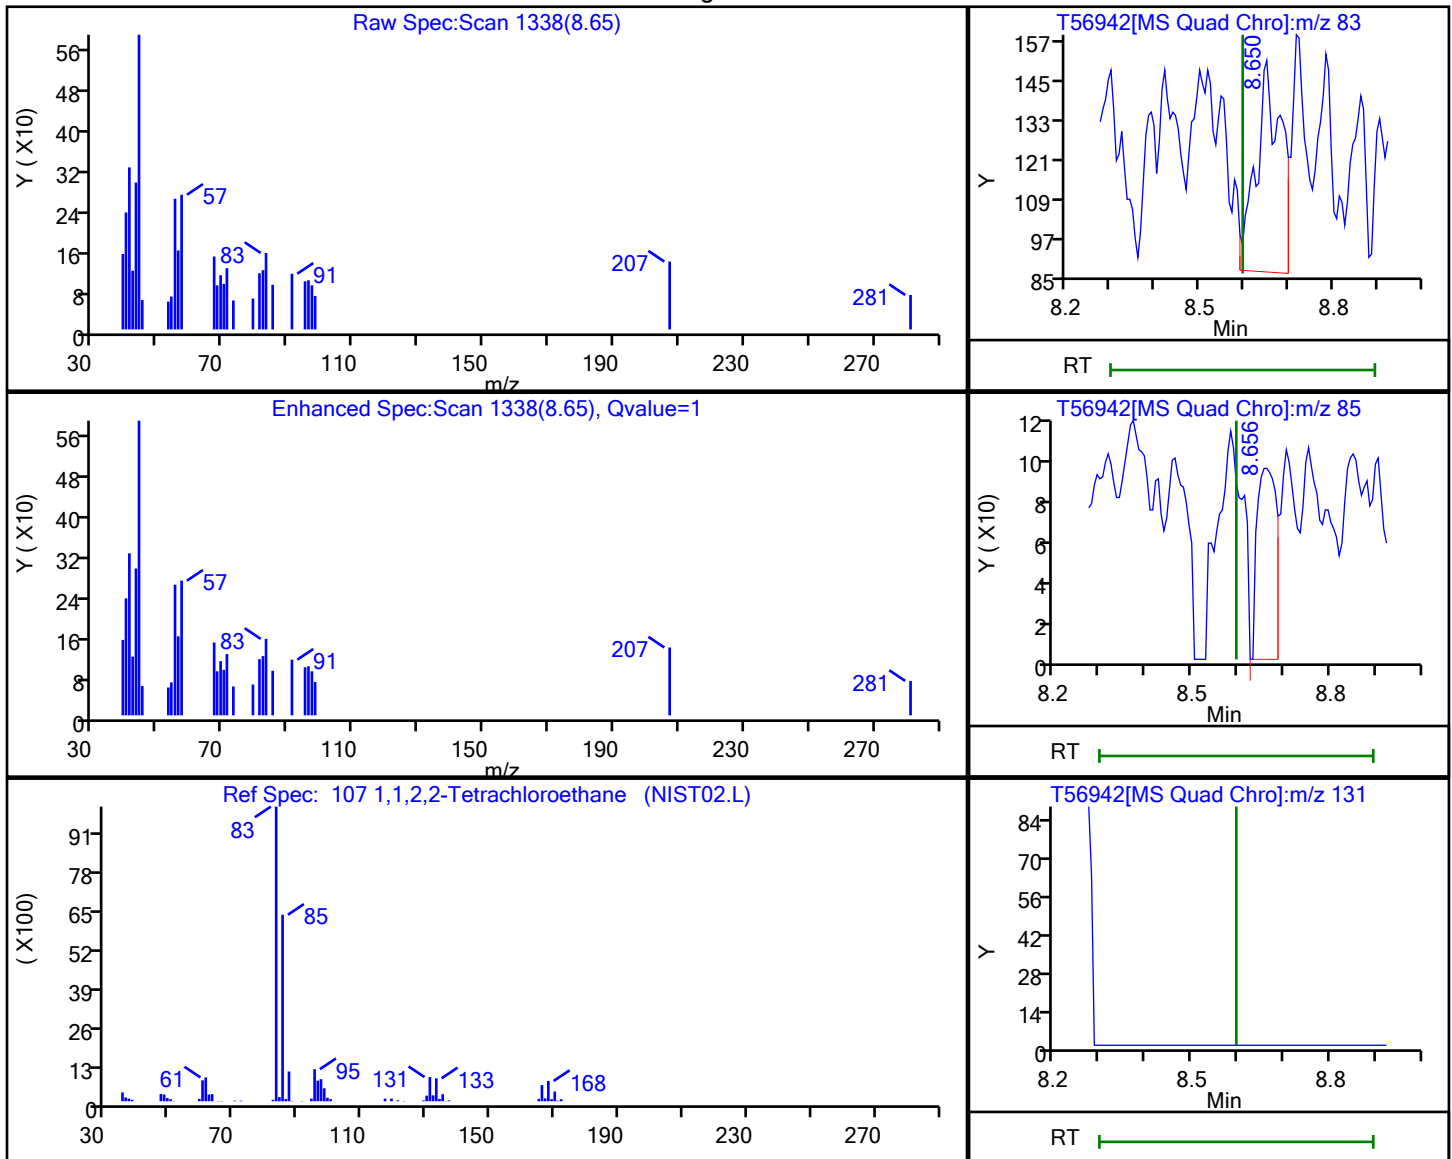 Raw Spec:Scan 1338(8.65)
Y ( X10)
56
48
40
32
24
16
8
0
57
83
91
207
281
30 70 110 150 190 230 270
m/z
T56942[MS Quad Chro]:m/z 83
Y
157
145
133
121
109
97
85
8.650
8.2 8.5 8.8
Min
RT
Enhanced Spec:Scan 1338(8.65), Qvalue=1
Y ( X10)
56
48
40
32
24
16
8
0
57
83
91
207
281
30 70 110 150 190 230 270
m/z
T56942[MS Quad Chro]:m/z 85
Y ( X10)
12
10
8
6
4
2
0
8.656
8.2 8.5 8.8
Min
RT
Ref Spec: 107 1,1,2,2-Tetrachloroethane (NIST02.L)
( X100)
91
78
65
52
39
26
13
0
83
85
61
95
131
133
168
30 70 110 150 190 230 270
T56942[MS Quad Chro]:m/z 131
Y
84
70
56
42
28
14
0
8.2 8.5 8.8
Min
RT